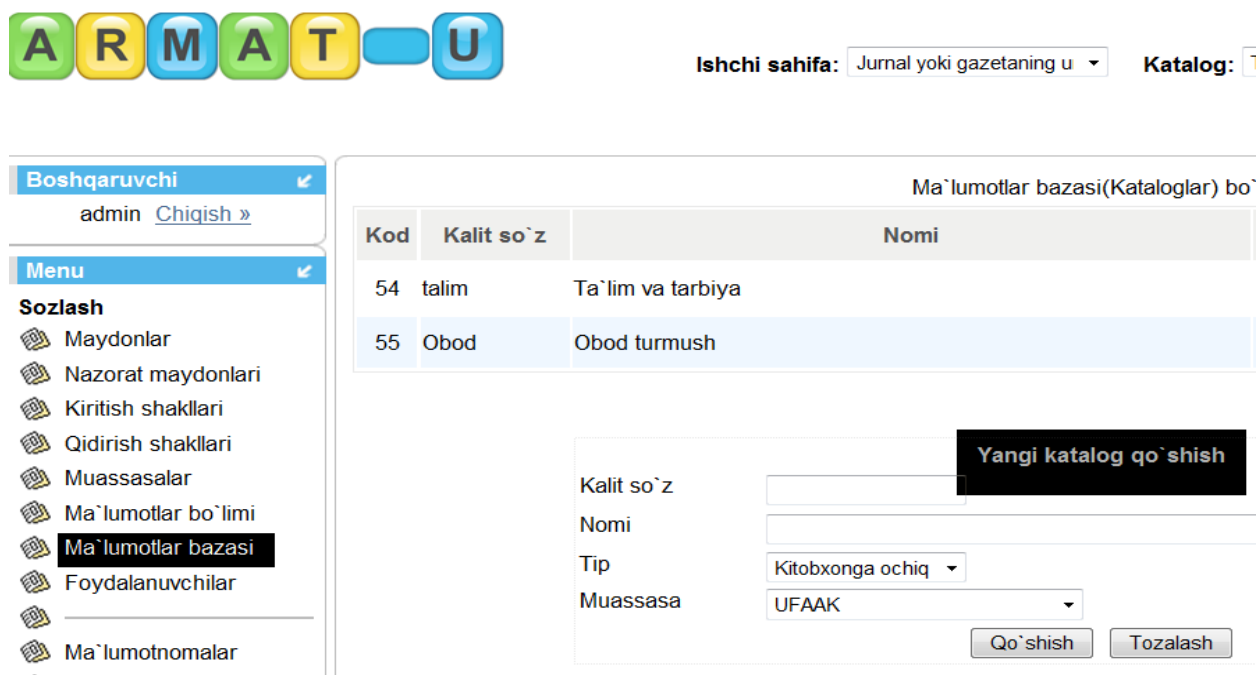 ARMAT U
Ishchi sahifa: Jurnal yoki gazetaning u Katalog: T
Boshqaruvchi
admin Chiqish »
Menu
Sozlash
Maydonlar
Nazorat maydonlari
Kiritish shakllari
Qidirish shakllari
Muassasalar
Ma`lumotlar bo`limi
Ma`lumotlar bazasi
Foydalanuvchilar
Ma`lumotnomalar
Ma`lumotlar bazasi(Kataloglar) bo`
Kod Kalit so`z Nomi
54 talim Ta`lim va tarbiya
55 Obod Obod turmush
Yangi katalog qo`shish
Kalit so`z
Nomi
Tip Kitobxonga ochiq
Muassasa UFAAK
Qo`shish Tozalash